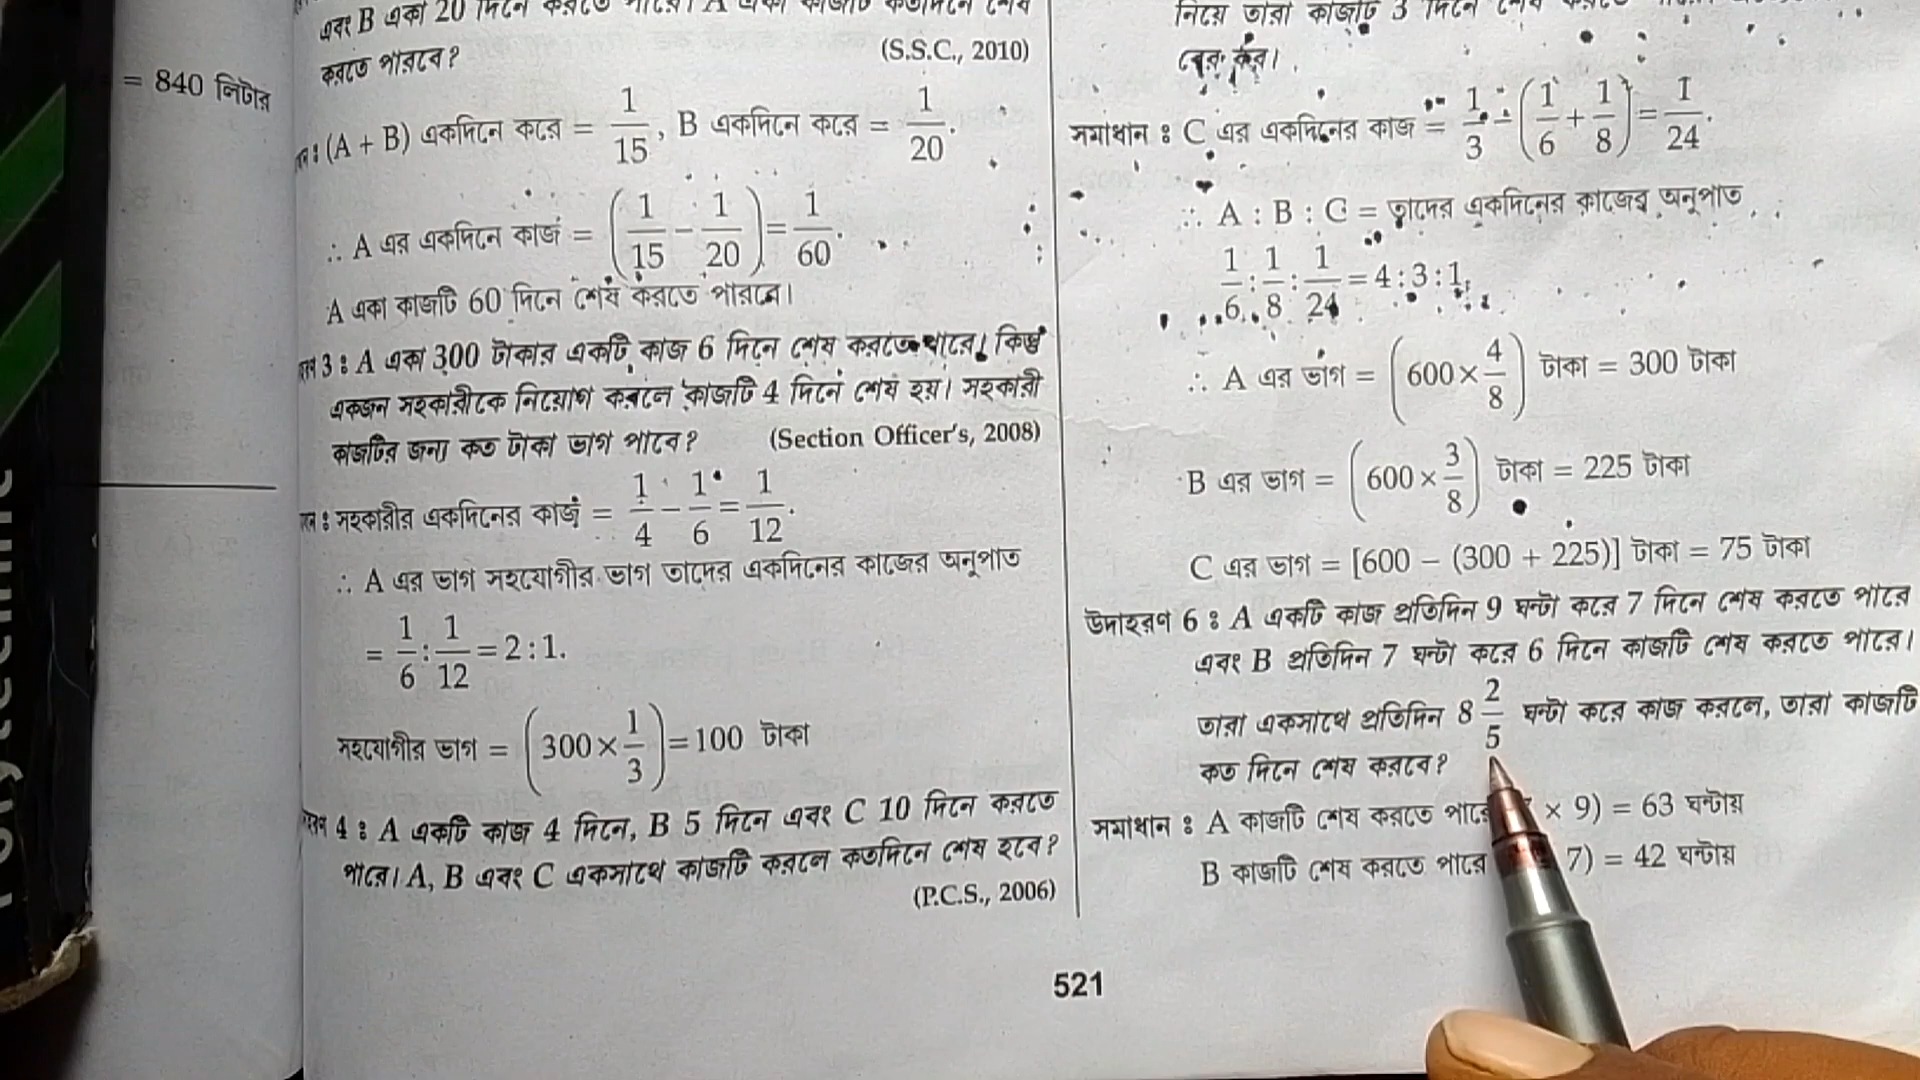 = 840 লিটার
এবং B একা 20 দিনে করতে পারে। A একা কাজটি কতদিনে শেষ
করতে পারবে?
(S.S.C., 2010)
(A + B) একদিনে করে = 1/15, B একদিনে করে = 1/20.
∴ A এর একদিনে কাজ = (1/15 − 1/20) = 1/60.
A একা কাজটি 60 দিনে শেষ করতে পারবে।
3 ঃ A একা 300 টাকার একটি কাজ 6 দিনে শেষ করতে পারে। কিন্তু
একজন সহকারীকে নিয়োগ করলে কাজটি 4 দিনে শেষ হয়। সহকারী
কাজটির জন্য কত টাকা ভাগ পাবে? (Section Officer's, 2008)
ঃ সহকারীর একদিনের কাজ = 1/4 − 1/6 = 1/12.
∴ A এর ভাগ সহযোগীর ভাগ তাদের একদিনের কাজের অনুপাত
= 1/6 : 1/12 = 2 : 1.
সহযোগীর ভাগ = (300 × 1/3) = 100 টাকা
4 ঃ A একটি কাজ 4 দিনে, B 5 দিনে এবং C 10 দিনে করতে
পারে। A, B এবং C একসাথে কাজটি করলে কতদিনে শেষ হবে?
(P.C.S., 2006)
নিয়ে তারা কাজটি 3 দিনে শেষ
বের কর।
সমাধান ঃ C এর একদিনের কাজ = 1/3 − (1/6 + 1/8) = 1/24.
∴ A : B : C = তাদের একদিনের কাজের অনুপাত
1/6 : 1/8 : 1/24 = 4 : 3 : 1
∴ A এর ভাগ = (600 × 4/8) টাকা = 300 টাকা
B এর ভাগ = (600 × 3/8) টাকা = 225 টাকা
C এর ভাগ = [600 − (300 + 225)] টাকা = 75 টাকা
উদাহরণ 6 ঃ A একটি কাজ প্রতিদিন 9 ঘন্টা করে 7 দিনে শেষ করতে পারে
এবং B প্রতিদিন 7 ঘন্টা করে 6 দিনে কাজটি শেষ করতে পারে।
তারা একসাথে প্রতিদিন 8 2/5 ঘন্টা করে কাজ করলে, তারা কাজটি
কত দিনে শেষ করবে?
সমাধান ঃ A কাজটি শেষ করতে পারে × 9) = 63 ঘন্টায়
B কাজটি শেষ করতে পারে 7) = 42 ঘন্টায়
521